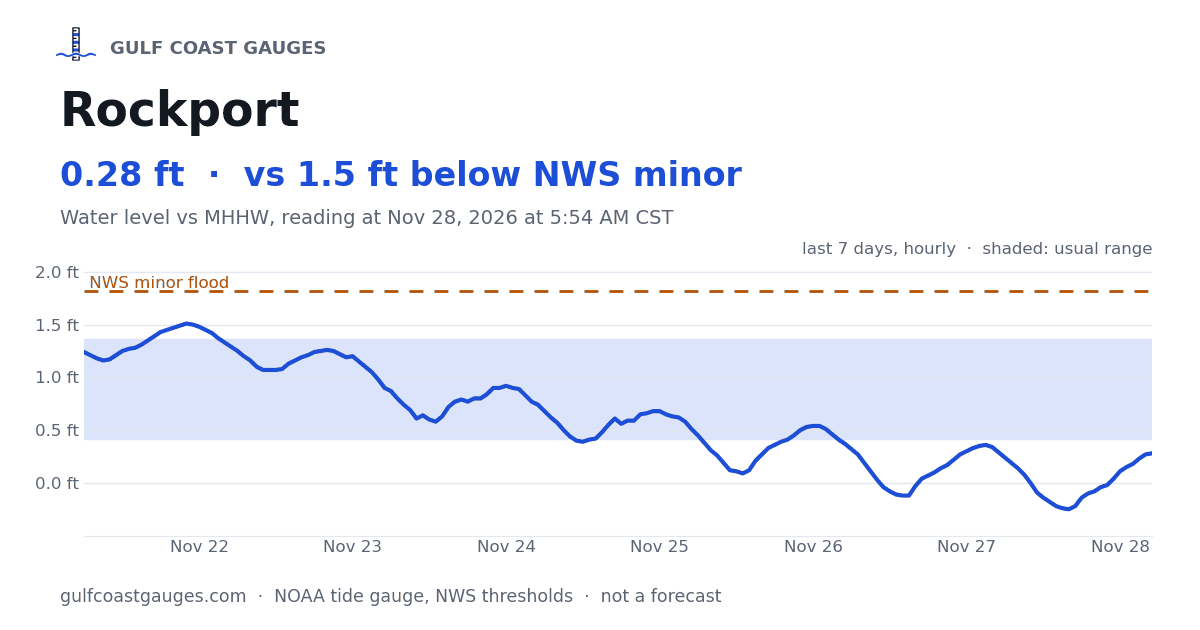 GULF COAST GAUGES
Rockport
0.28 ft · vs 1.5 ft below NWS minor
Water level vs MHHW, reading at Nov 28, 2026 at 5:54 AM CST
last 7 days, hourly · shaded: usual range
2.0 ft
NWS minor flood
1.5 ft
1.0 ft
0.5 ft
0.0 ft
Nov 22 Nov 23 Nov 24 Nov 25 Nov 26 Nov 27 Nov 28
gulfcoastgauges.com · NOAA tide gauge, NWS thresholds · not a forecast